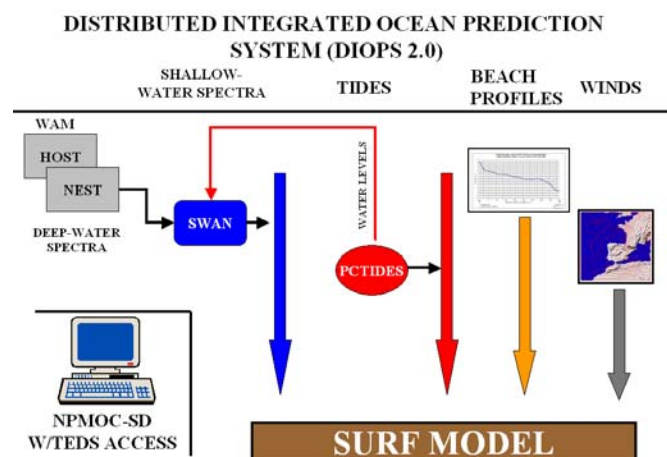 DISTRIBUTED INTEGRATED OCEAN PREDICTION
SYSTEM (DIOPS 2.0)
SHALLOW-
WATER SPECTRA
TIDES
BEACH
PROFILES
WINDS
WAM
HOST
NEST
DEEP-WATER
SPECTRA
SWAN
WATER LEVELS
PCTIDES
NPMOC-SD
W/TEDS ACCESS
SURF MODEL